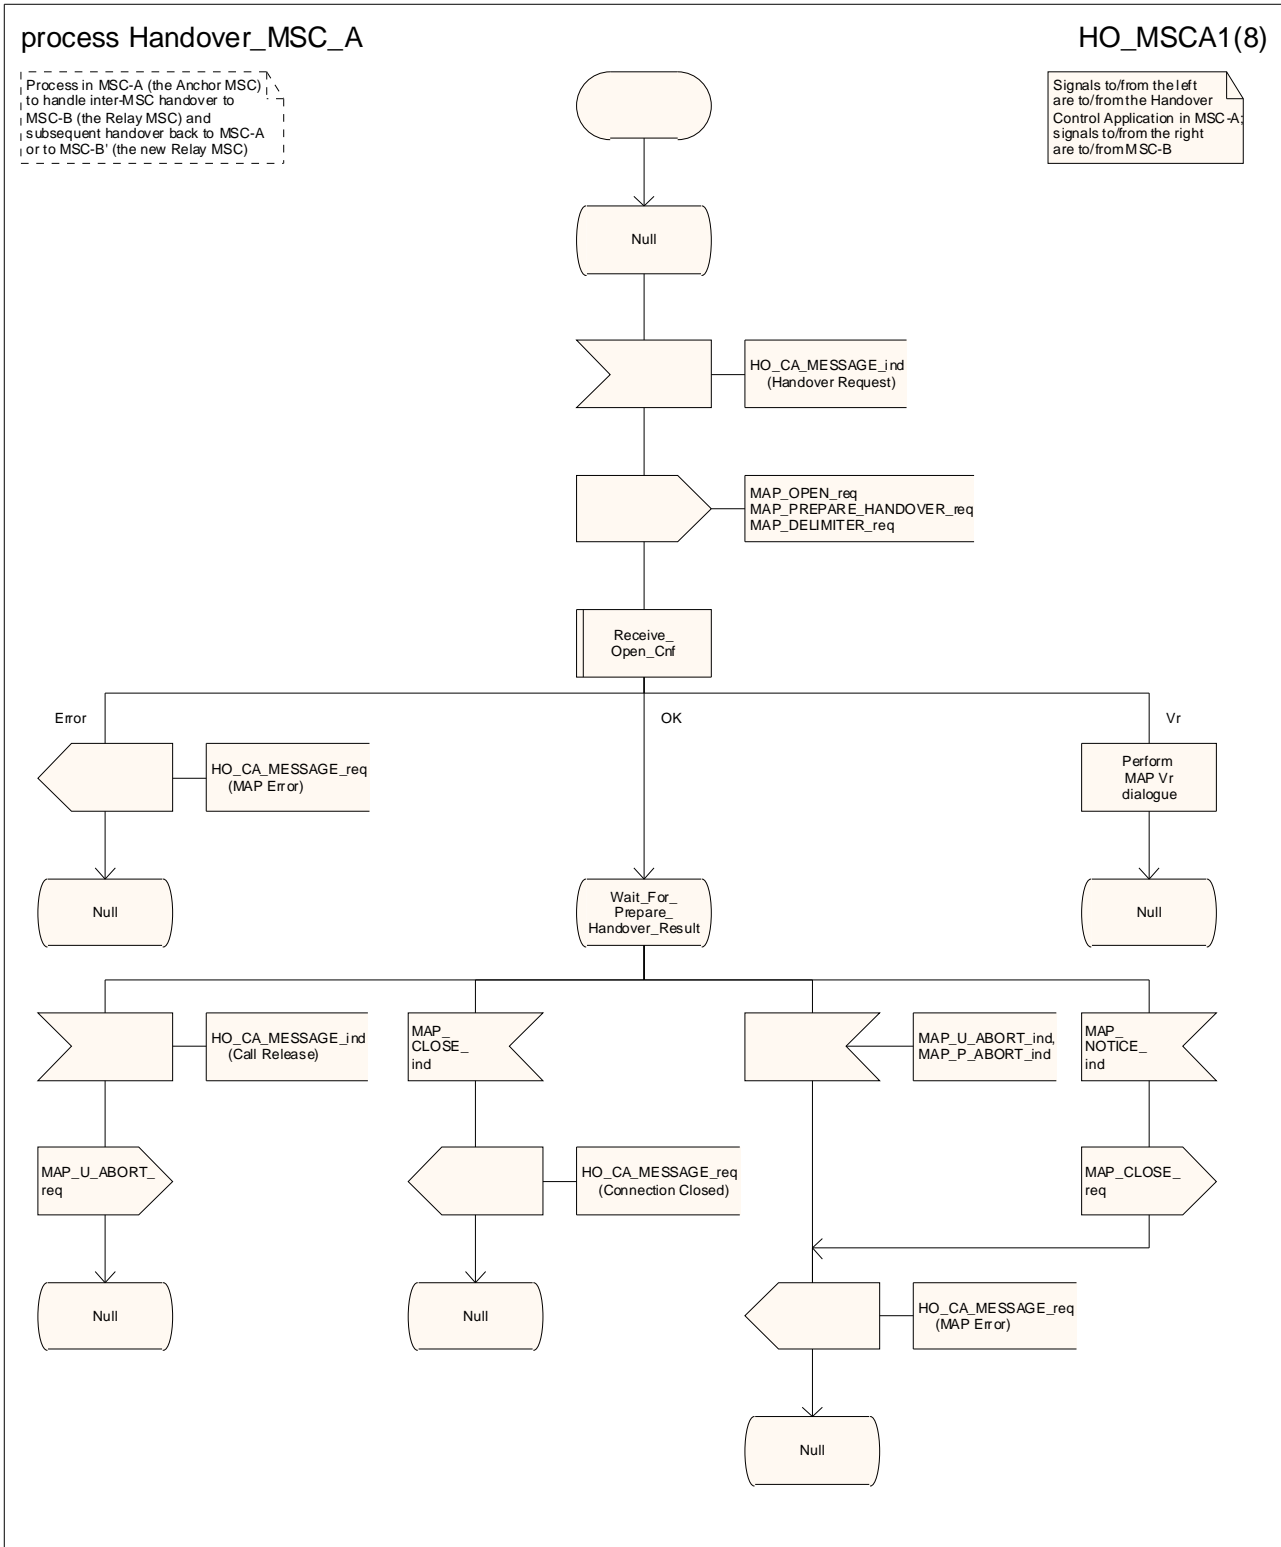 process Handover_MSC_A
HO_MSCA1(8)
Process in MSC-A (the Anchor MSC)
to handle inter-MSC handover to
MSC-B (the Relay MSC) and
subsequent handover back to MSC-A
or to MSC-B' (the new Relay MSC)
Signals to/from the left
are to/from the Handover
Control Application in MSC-A;
signals to/from the right
are to/from MSC-B
Null
HO_CA_MESSAGE_ind
(Handover Request)
MAP_OPEN_req
MAP_PREPARE_HANDOVER_req
MAP_DELIMITER_req
Receive_
Open_Cnf
Error
OK
Vr
HO_CA_MESSAGE_req
(MAP Error)
Perform
MAP Vr
dialogue
Null
Wait_For_
Prepare_
Handover_Result
Null
HO_CA_MESSAGE_ind
(Call Release)
MAP_
CLOSE_
ind
MAP_U_ABORT_ind,
MAP_P_ABORT_ind
MAP_
NOTICE_
ind
MAP_U_ABORT_
req
HO_CA_MESSAGE_req
(Connection Closed)
MAP_CLOSE_
req
Null
Null
HO_CA_MESSAGE_req
(MAP Error)
Null